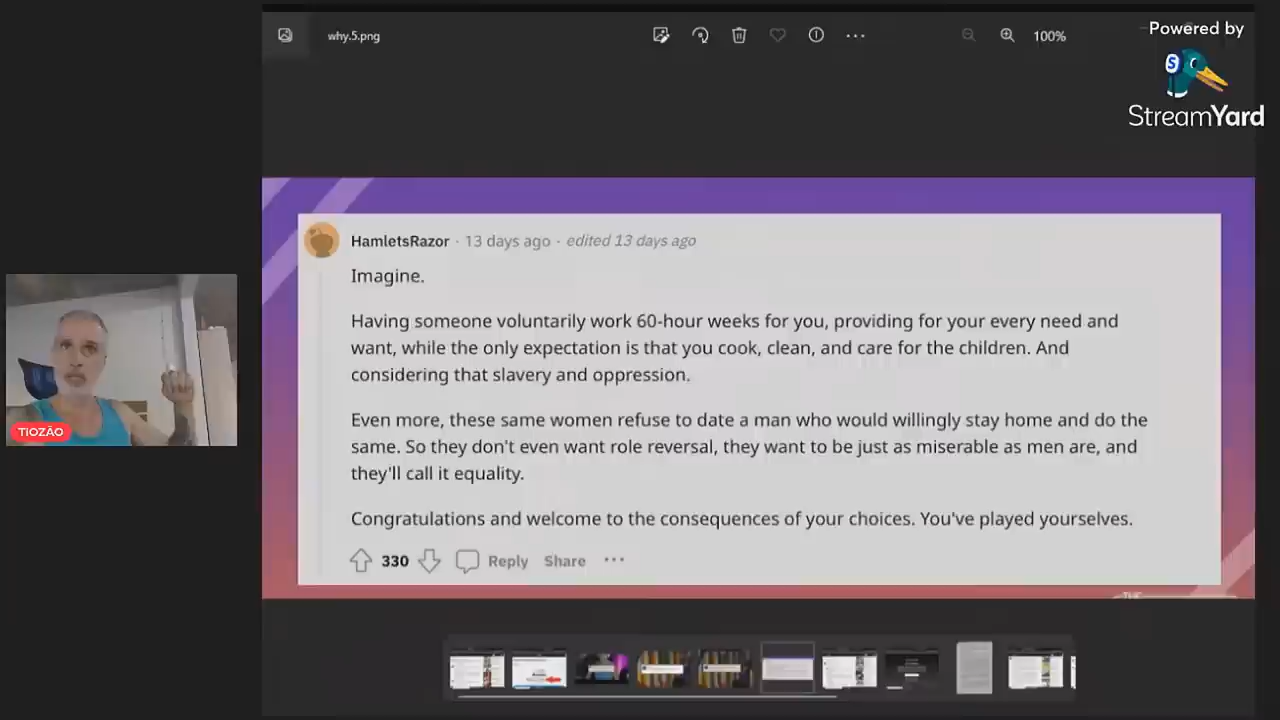 why.5.png
100%
Powered by
StreamYard
HamletsRazor · 13 days ago · edited 13 days ago
Imagine.
Having someone voluntarily work 60-hour weeks for you, providing for your every need and
want, while the only expectation is that you cook, clean, and care for the children. And
considering that slavery and oppression.
Even more, these same women refuse to date a man who would willingly stay home and do the
same. So they don't even want role reversal, they want to be just as miserable as men are, and
they'll call it equality.
Congratulations and welcome to the consequences of your choices. You've played yourselves.
330 Reply Share ...
TIOZÃO
THE